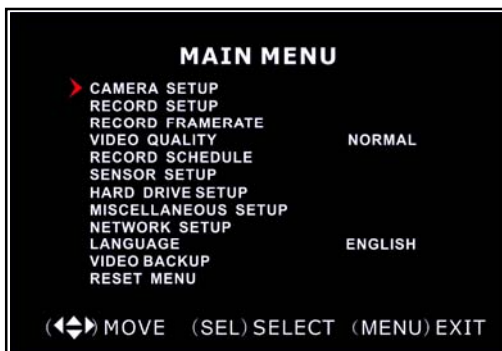 MAIN MENU
CAMERA SETUP
RECORD SETUP
RECORD FRAMERATE
VIDEO QUALITY NORMAL
RECORD SCHEDULE
SENSOR SETUP
HARD DRIVE SETUP
MISCELLANEOUS SETUP
NETWORK SETUP
LANGUAGE ENGLISH
VIDEO BACKUP
RESET MENU
() MOVE (SEL) SELECT (MENU) EXIT